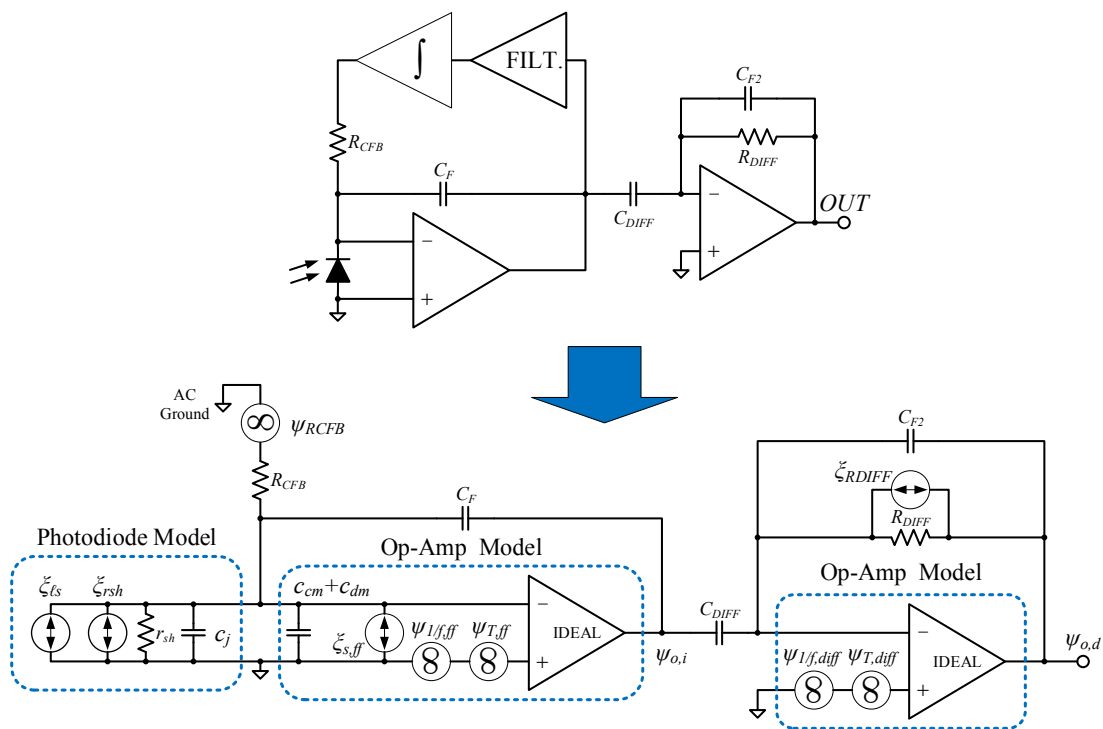 ∫
FILT.
R_CFB
C_F
C_F2
R_DIFF
C_DIFF
−
+
−
+
OUT
AC
Ground
ψ_RCFB
R_CFB
C_F
C_F2
ξ_RDIFF
R_DIFF
Photodiode Model
Op-Amp Model
Op-Amp Model
ξ_ℓs
ξ_rsh
r_sh
c_j
c_cm+c_dm
ξ_s,ff
ψ_1/f,ff
ψ_T,ff
−
+
IDEAL
ψ_o,i
C_DIFF
ψ_1/f,diff
ψ_T,diff
−
+
IDEAL
ψ_o,d